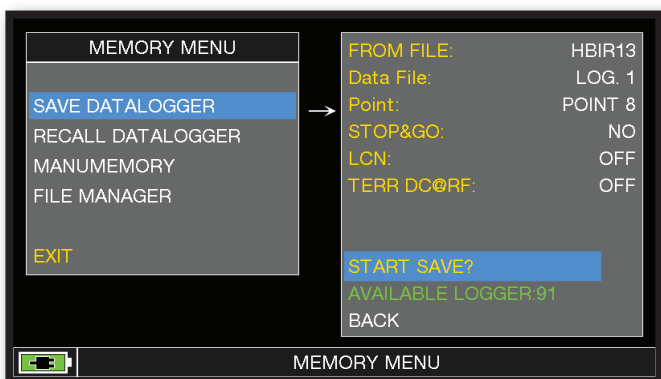 MEMORY MENU
SAVE DATALOGGER
RECALL DATALOGGER
MANUMEMORY
FILE MANAGER
EXIT
→
FROM FILE: HBIR13
Data File: LOG. 1
Point: POINT 8
STOP&GO: NO
LCN: OFF
TERR DC@RF: OFF
START SAVE?
AVAILABLE LOGGER:91
BACK
MEMORY MENU